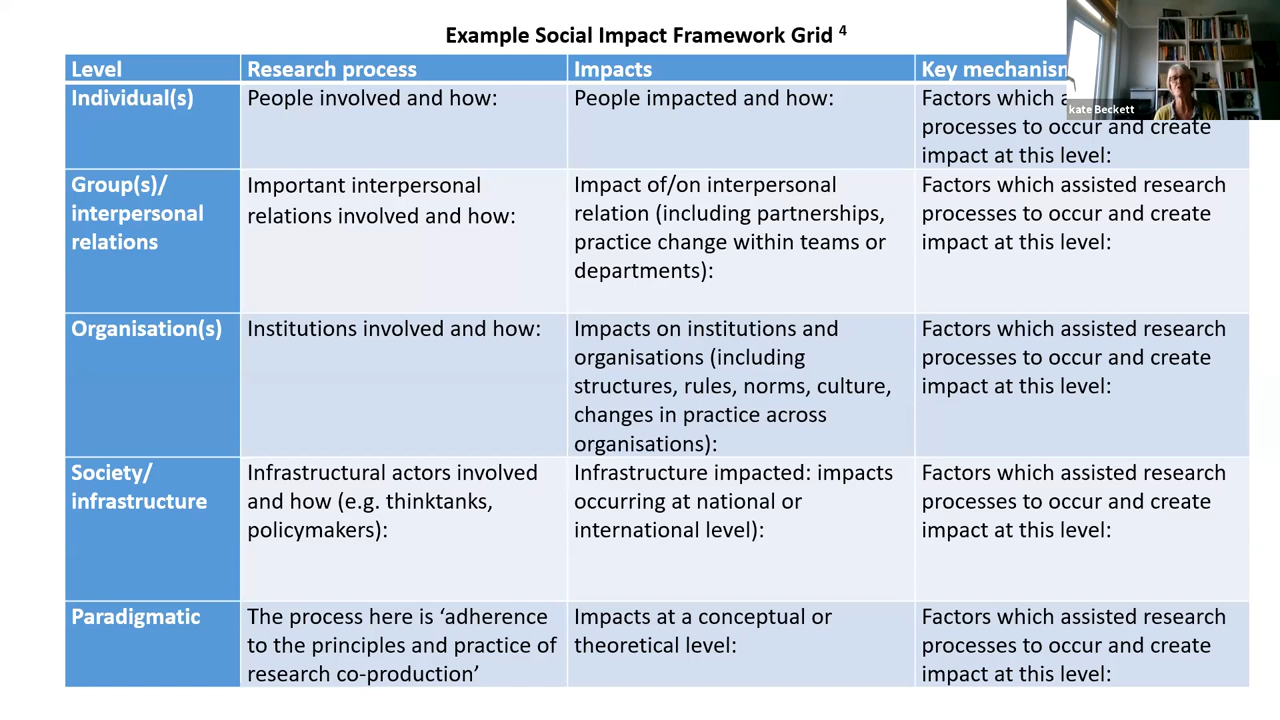 Example Social Impact Framework Grid 4
Level
Research process
Impacts
Key
kate Beckett
Individual(s)
People involved and how:
People impacted and how:
Factors which
processes to occur and create
impact at this level:
Group(s)/
interpersonal
relations
Important interpersonal
relations involved and how:
Impact of/on interpersonal
relation (including partnerships,
practice change within teams or
departments):
Factors which assisted research
processes to occur and create
impact at this level:
Organisation(s)
Institutions involved and how:
Impacts on institutions and
organisations (including
structures, rules, norms, culture,
changes in practice across
organisations):
Factors which assisted research
processes to occur and create
impact at this level:
Society/
infrastructure
Infrastructural actors involved
and how (e.g. thinktanks,
policymakers):
Infrastructure impacted: impacts
occurring at national or
international level):
Factors which assisted research
processes to occur and create
impact at this level:
Paradigmatic
The process here is ‘adherence
to the principles and practice of
research co-production’
Impacts at a conceptual or
theoretical level:
Factors which assisted research
processes to occur and create
impact at this level: